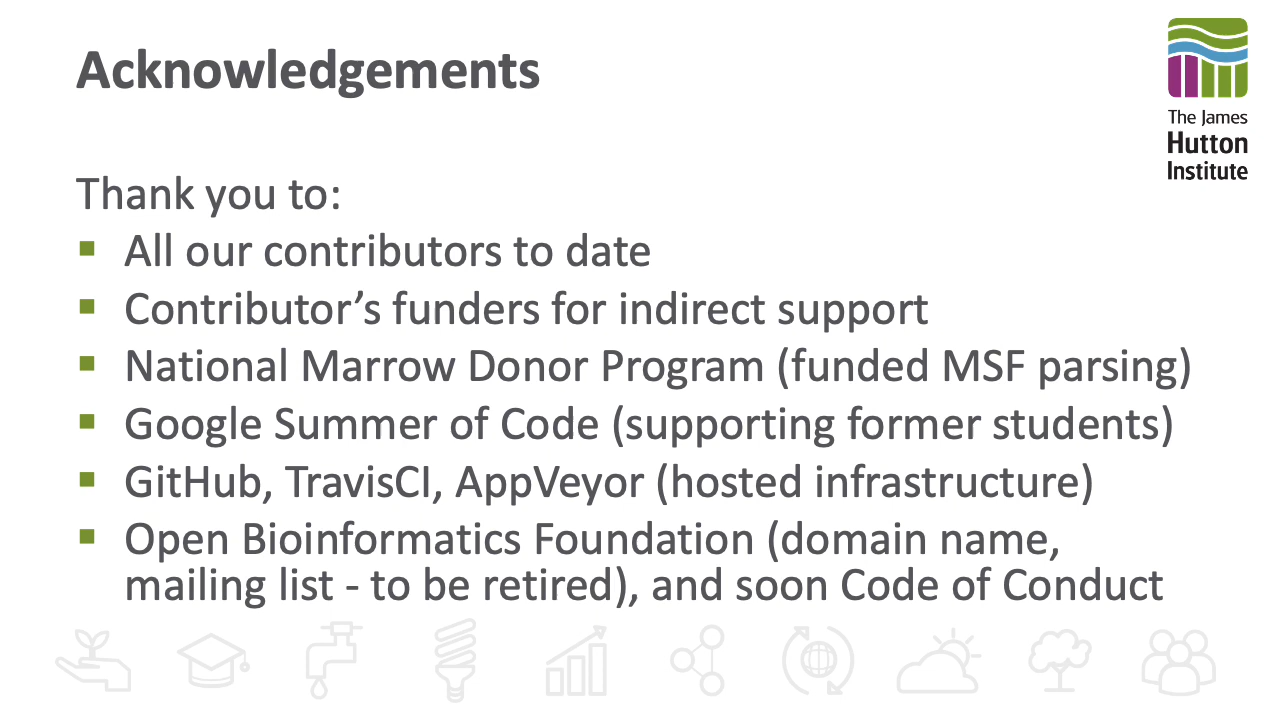 Acknowledgements
The James
Hutton
Institute
Thank you to:
▪ All our contributors to date
▪ Contributor’s funders for indirect support
▪ National Marrow Donor Program (funded MSF parsing)
▪ Google Summer of Code (supporting former students)
▪ GitHub, TravisCI, AppVeyor (hosted infrastructure)
▪ Open Bioinformatics Foundation (domain name,
mailing list - to be retired), and soon Code of Conduct